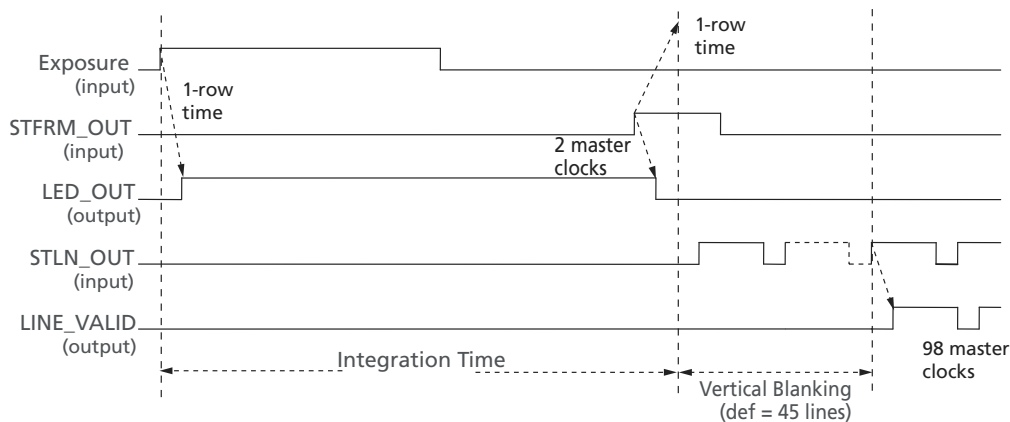 1-row
time
Exposure
(input)
1-row
time
STFRM_OUT
(input)
2 master
clocks
LED_OUT
(output)
STLN_OUT
(input)
LINE_VALID
(output)
98 master
clocks
Integration Time
Vertical Blanking
(def = 45 lines)